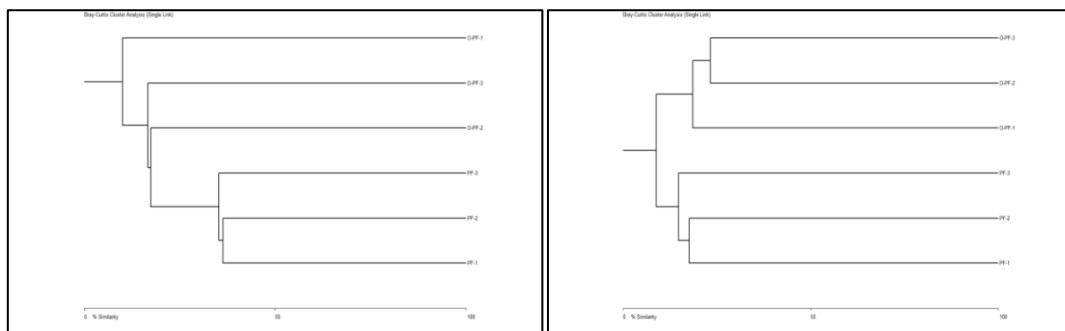 Bray-Curtis Cluster Analysis (Single Link)
O-PF-1
O-PF-3
O-PF-2
PF-3
PF-2
PF-1
0. % Similarity 50. 100
Bray-Curtis Cluster Analysis (Single Link)
O-PF-3
O-PF-2
O-PF-1
PF-3
PF-2
PF-1
0. % Similarity 50. 100